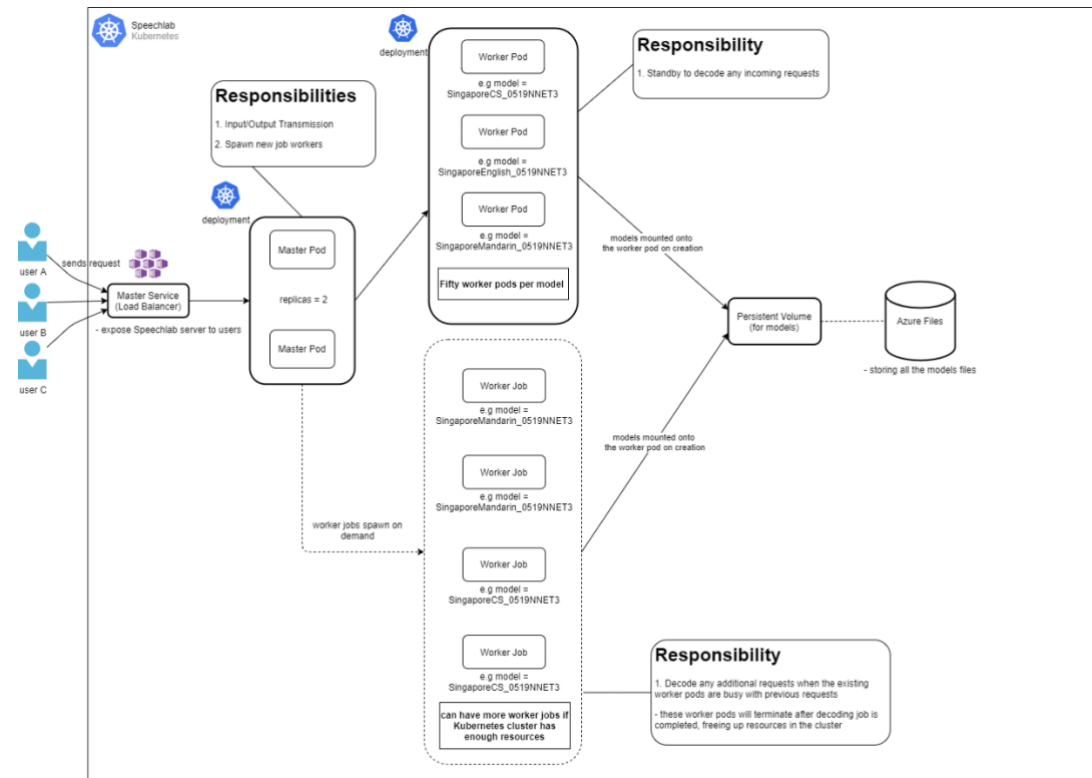 Speechlab
Kubernetes
deployment
Worker Pod
e.g model =
SingaporeCS_0519NNET3
Worker Pod
e.g model =
SingaporeEnglish_0519NNET3
Worker Pod
e.g model =
SingaporeMandarin_0519NNET3
Fifty worker pods per model
Responsibility
1. Standby to decode any incoming requests
Responsibilities
1. Input/Output Transmission
2. Spawn new job workers
deployment
Master Pod
replicas = 2
Master Pod
user A
user B
user C
sends request
Master Service
(Load Balancer)
- expose Speechlab server to users
models mounted onto
the worker pod on creation
Persistent Volume
(for models)
Azure Files
- storing all the models files
models mounted onto
the worker pod on creation
worker jobs spawn on
demand
Worker Job
e.g model =
SingaporeMandarin_0519NNET3
Worker Job
e.g model =
SingaporeMandarin_0519NNET3
Worker Job
e.g model =
SingaporeCS_0519NNET3
Worker Job
e.g model =
SingaporeCS_0519NNET3
can have more worker jobs if
Kubernetes cluster has
enough resources
Responsibility
1. Decode any additional requests when the existing
worker pods are busy with previous requests
- these worker pods will terminate after decoding job is
completed, freeing up resources in the cluster